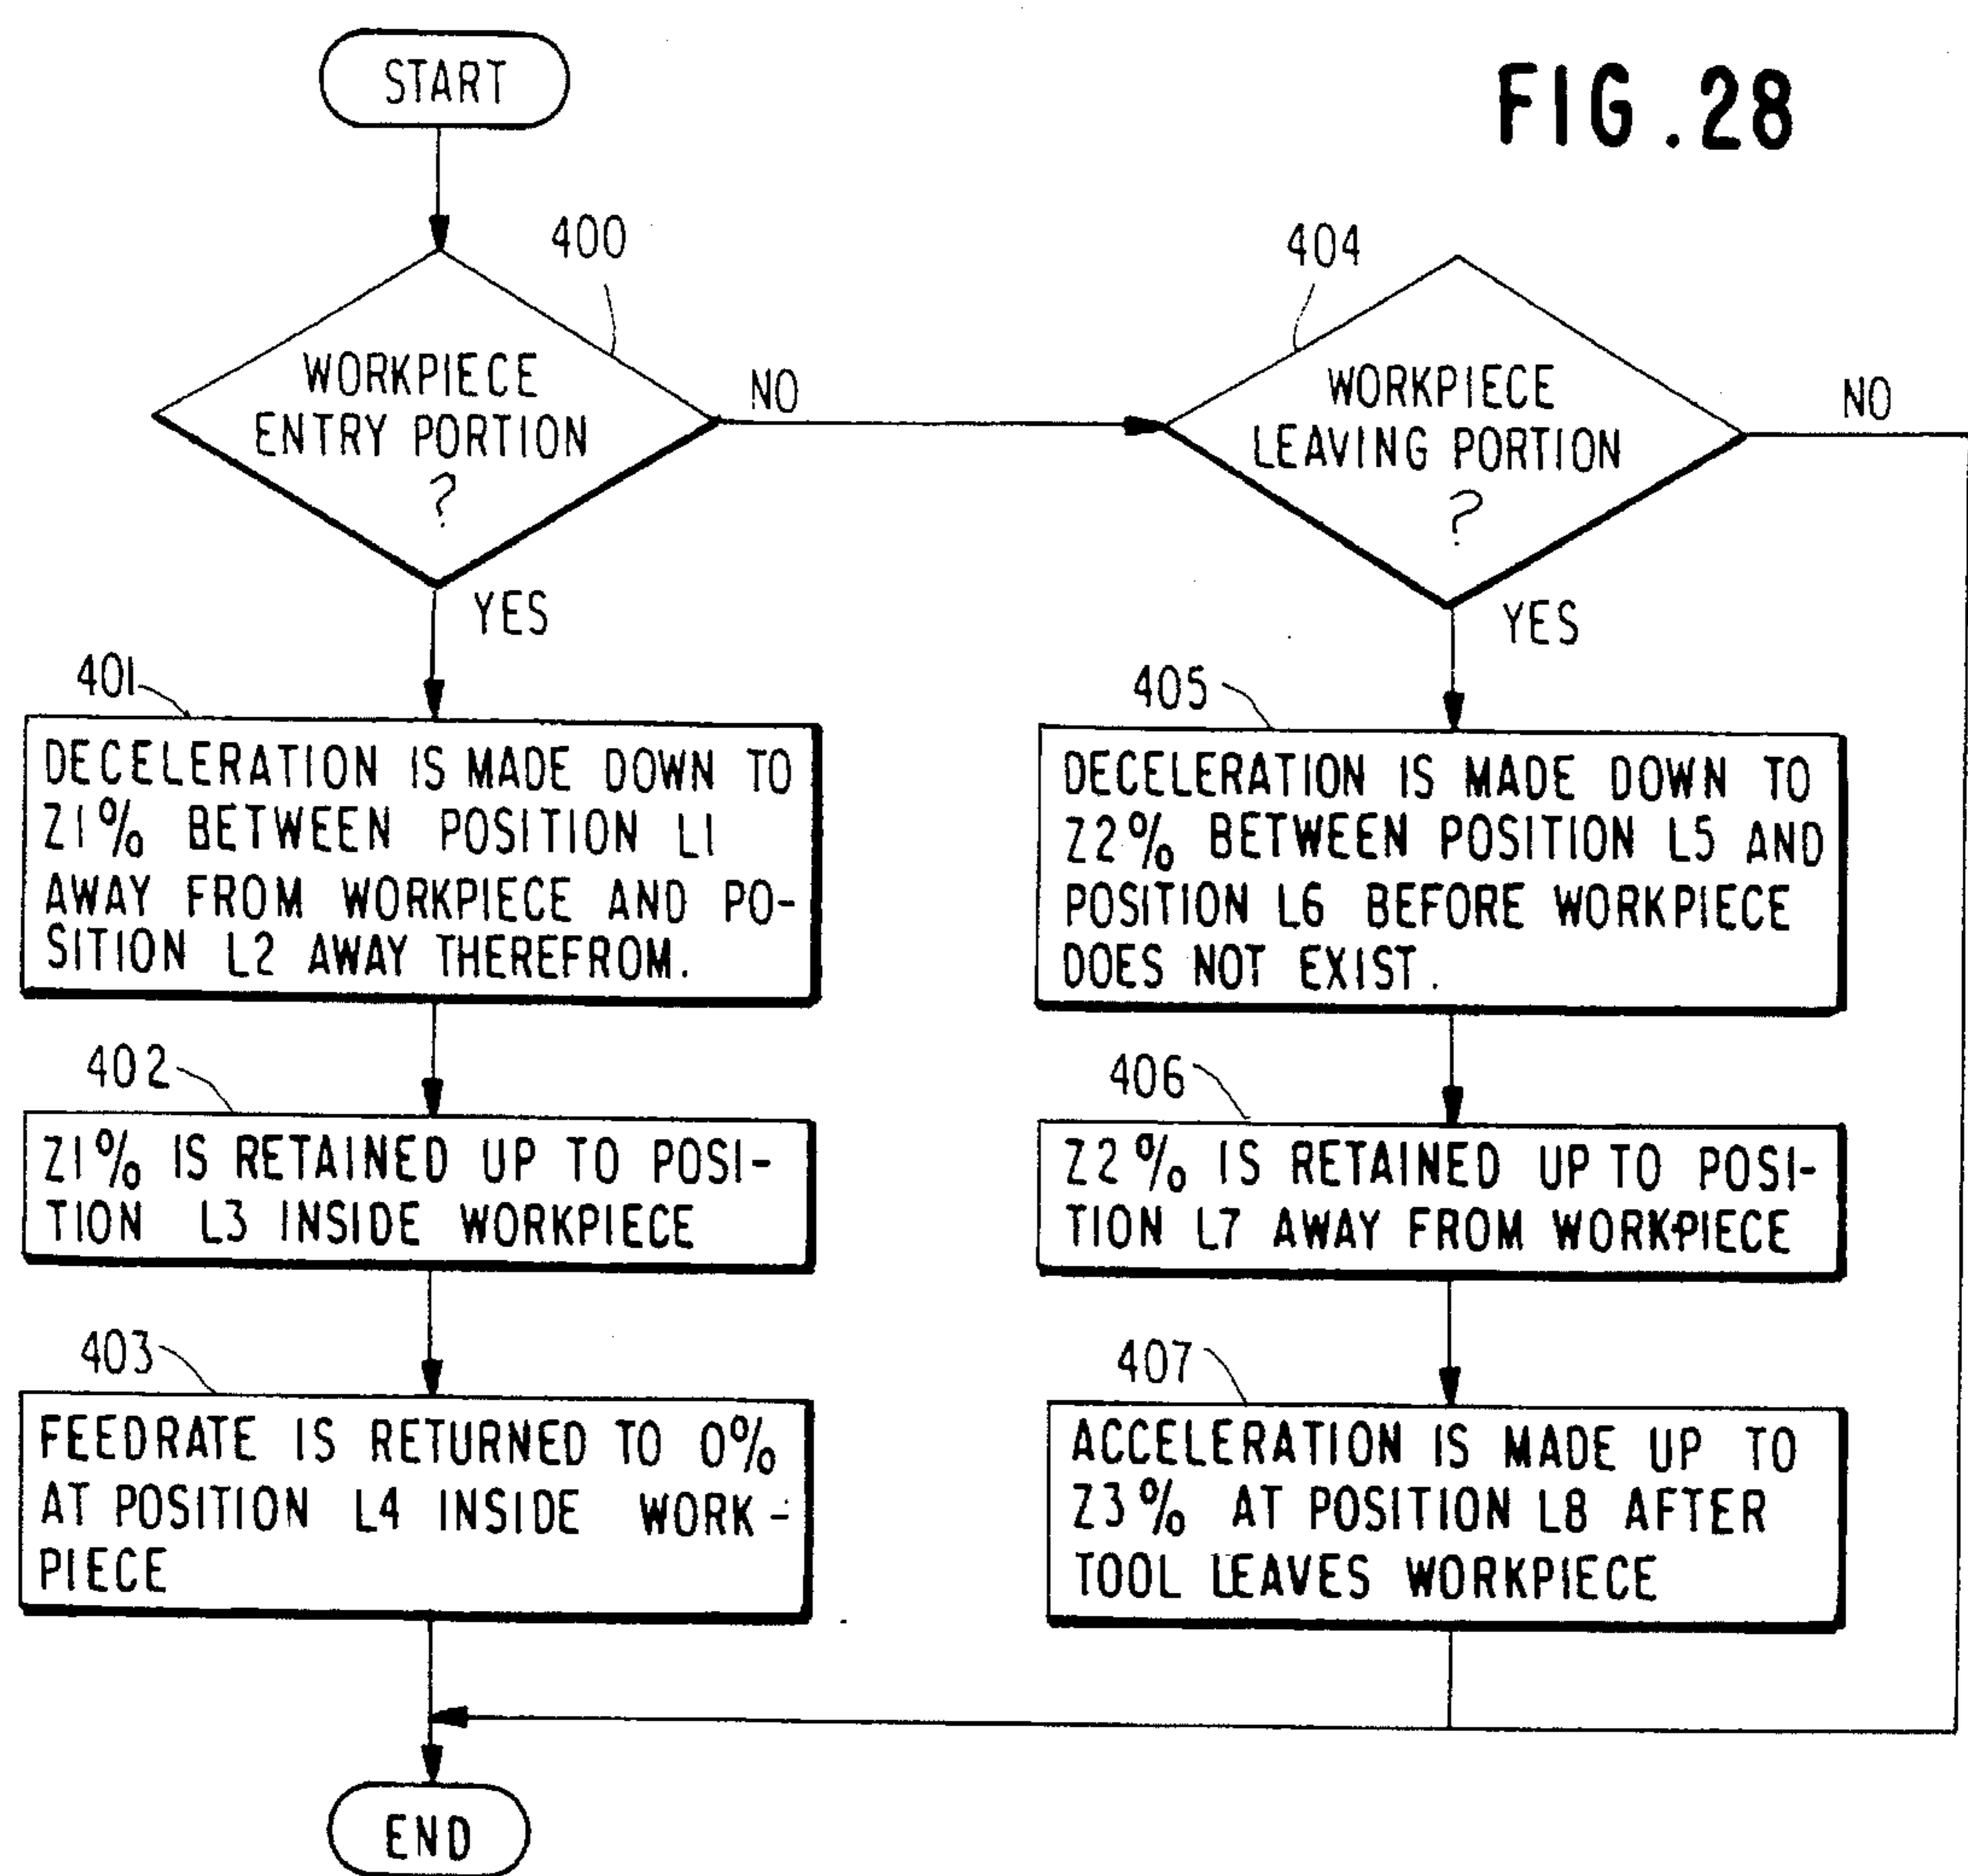 FIG.28
START
400
WORKPIECE
ENTRY PORTION
?
NO
YES
401
DECELERATION IS MADE DOWN TO
Z1% BETWEEN POSITION L1
AWAY FROM WORKPIECE AND PO-
SITION L2 AWAY THEREFROM.
402
Z1% IS RETAINED UP TO POSI-
TION L3 INSIDE WORKPIECE
403
FEEDRATE IS RETURNED TO 0%
AT POSITION L4 INSIDE WORK-
PIECE
404
WORKPIECE
LEAVING PORTION
?
NO
YES
405
DECELERATION IS MADE DOWN TO
Z2% BETWEEN POSITION L5 AND
POSITION L6 BEFORE WORKPIECE
DOES NOT EXIST.
406
Z2% IS RETAINED UP TO POSI-
TION L7 AWAY FROM WORKPIECE
407
ACCELERATION IS MADE UP TO
Z3% AT POSITION L8 AFTER
TOOL LEAVES WORKPIECE
END